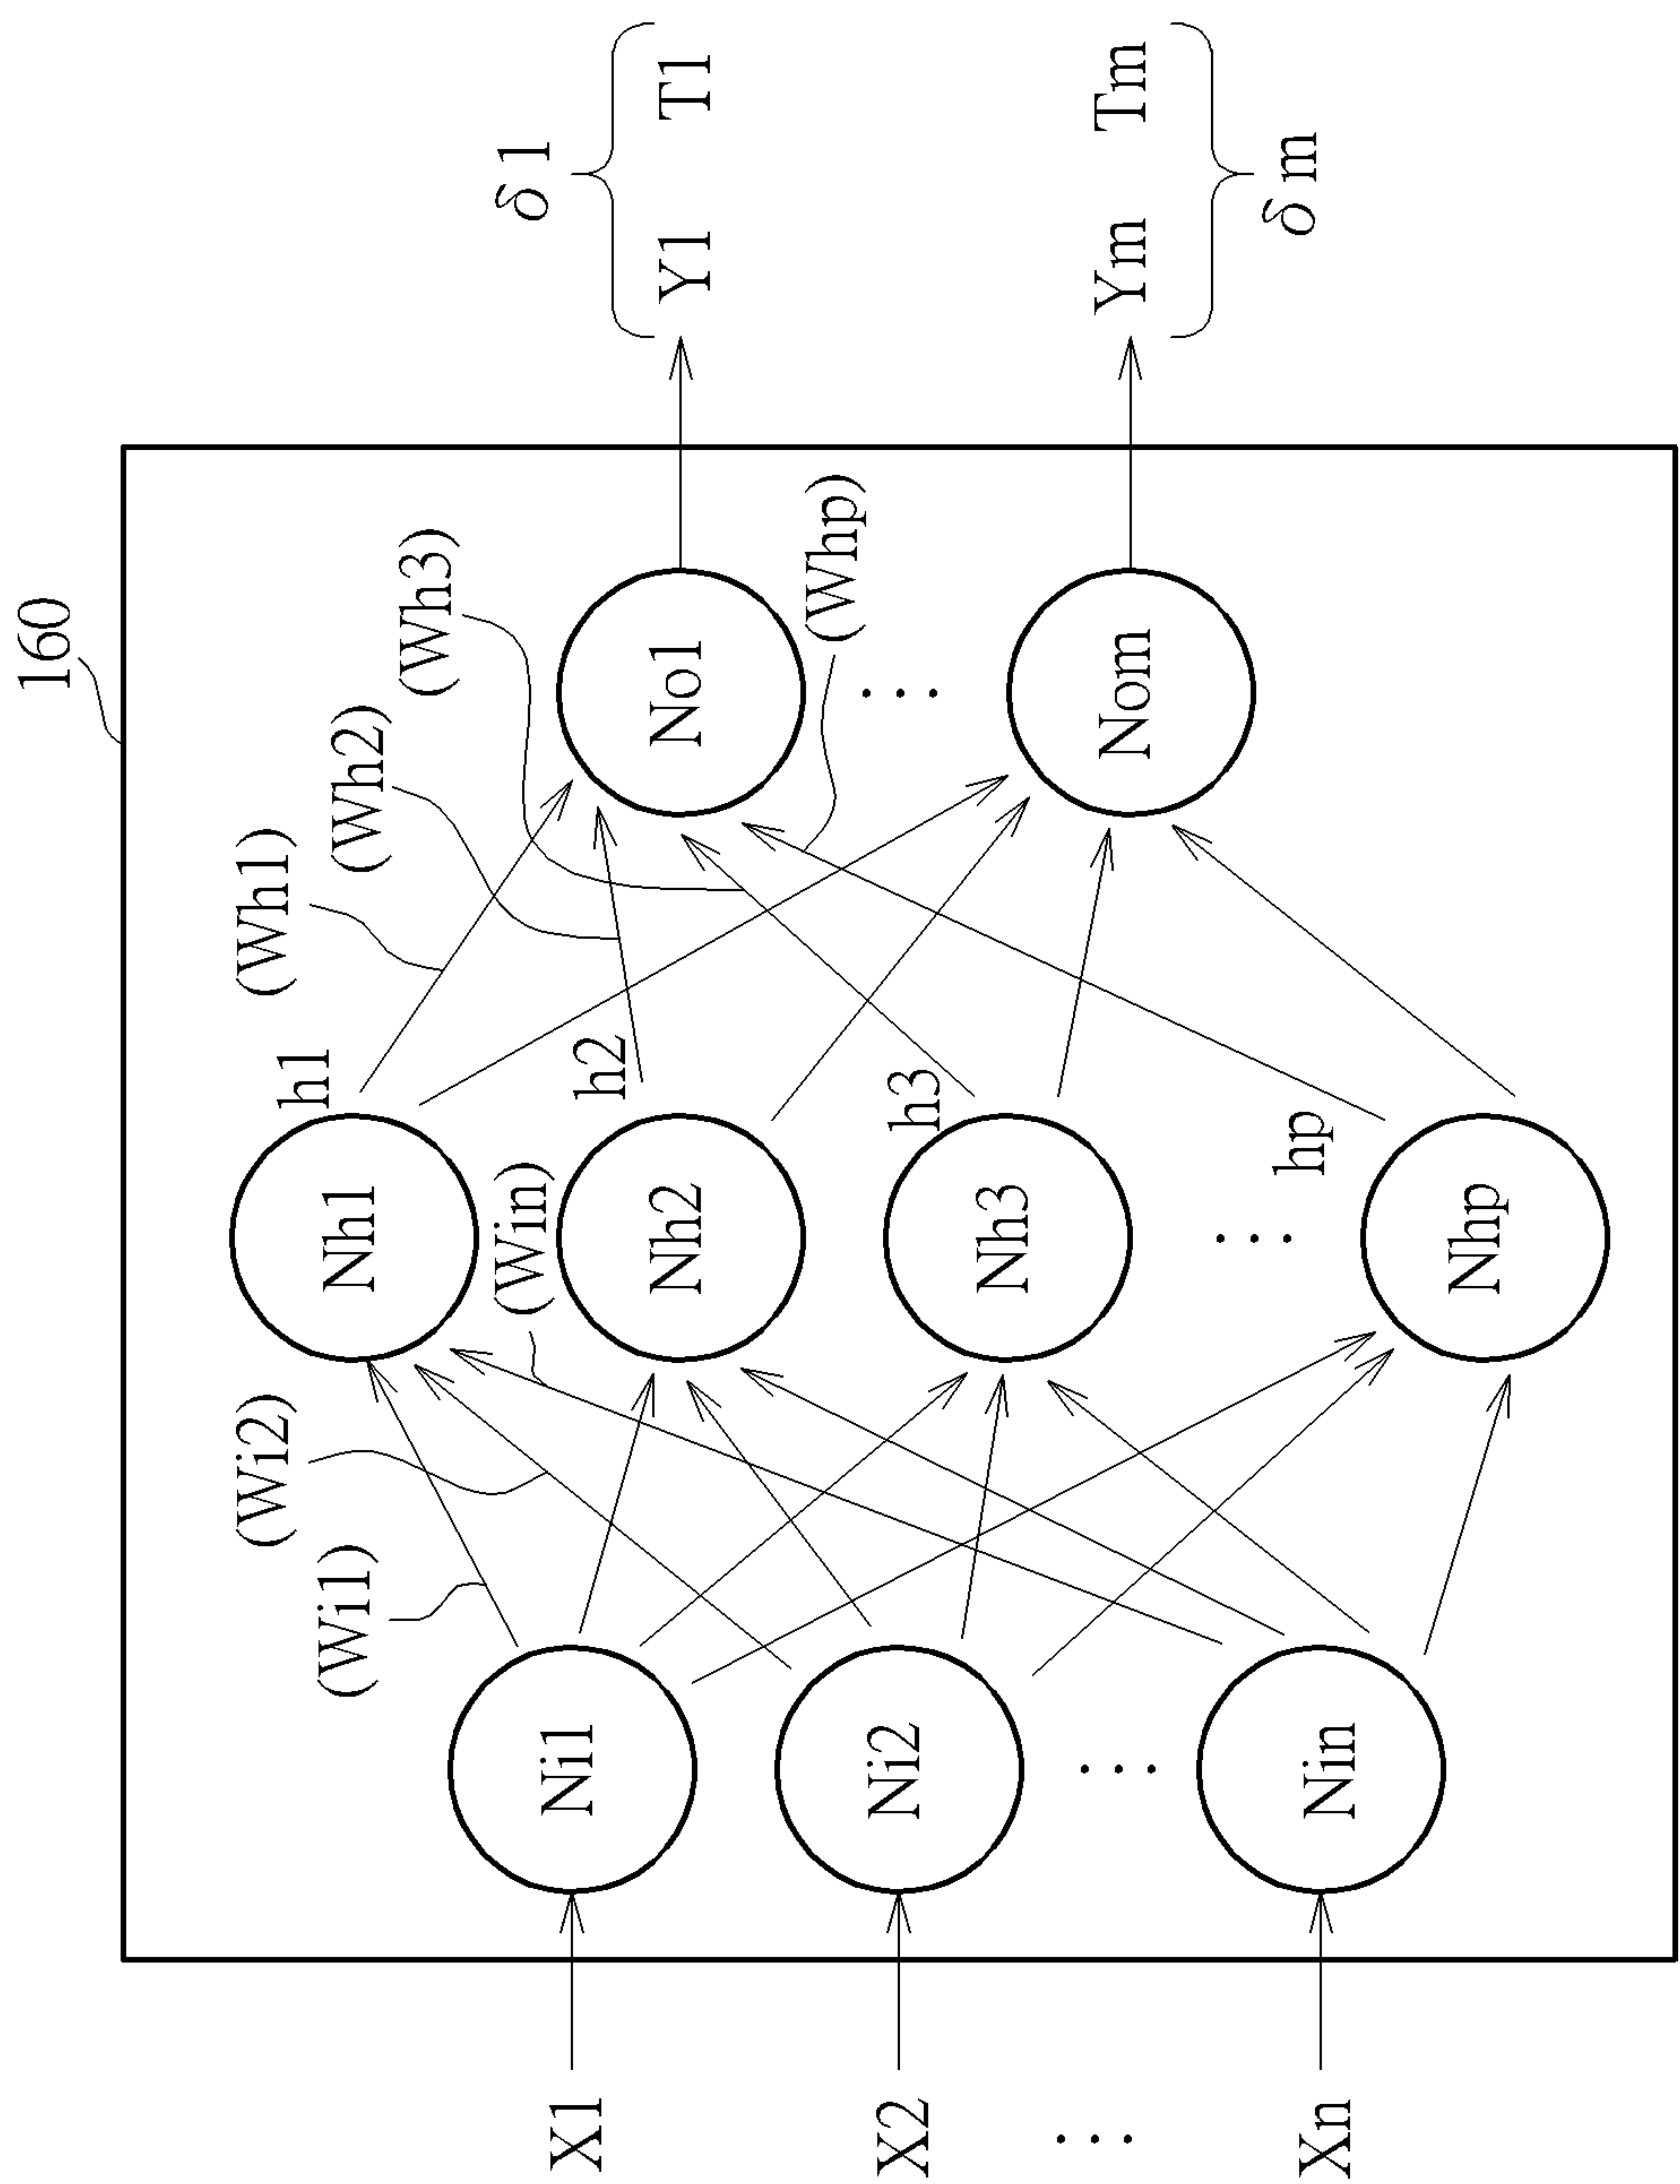 160
X1
X2
...
Xn
Ni1
Ni2
...
Nin
(Wi1)
(Wi2)
(Win)
Nh1
Nh2
Nh3
...
Nhp
h1
h2
h3
hp
(Wh1)
(Wh2)
(Wh3)
(Whp)
No1
...
Nom
Y1 T1
δ1
Ym Tm
δm